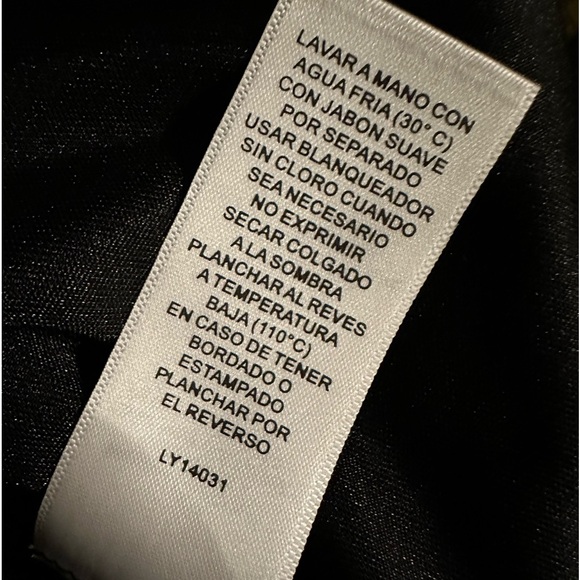 LAVAR A MANO CON
AGUA FRIA (30° C)
CON JABON SUAVE
POR SEPARADO
USAR BLANQUEADOR
SIN CLORO CUANDO
SEA NECESARIO
NO EXPRIMIR
SECAR COLGADO
A LA SOMBRA
PLANCHAR AL REVES
A TEMPERATURA
BAJA (110°C)
EN CASO DE TENER
BORDADO O
ESTAMPADO
PLANCHAR POR
EL REVERSO
LY14031